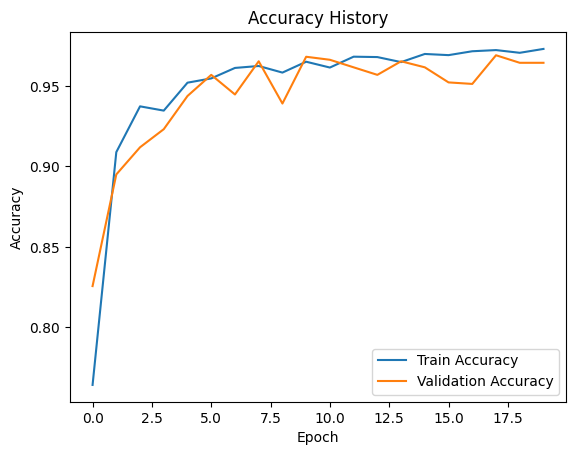 Accuracy History
0.95
0.90
0.85
0.80
Accuracy
0.0 2.5 5.0 7.5 10.0 12.5 15.0 17.5
Epoch
Train Accuracy
Validation Accuracy